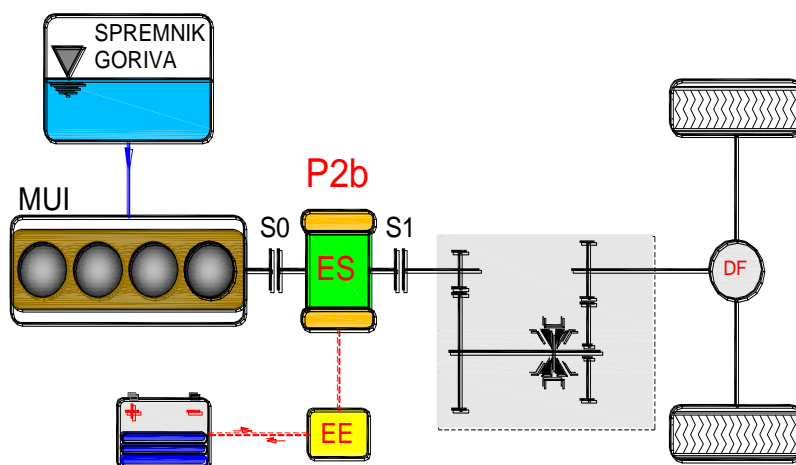 SPREMNIK
GORIVA
P2b
MUI
S0
S1
ES
DF
+ −
EE